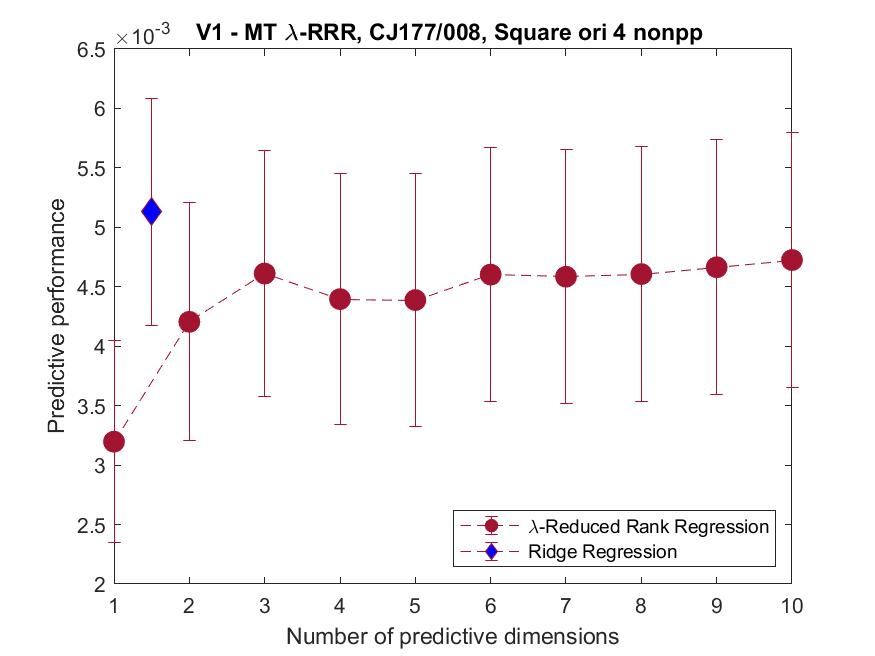 ×10-3
V1 - MT λ-RRR, CJ177/008, Square ori 4 nonpp
6.5
6
5.5
5
4.5
4
3.5
3
2.5
2
Predictive performance
1 2 3 4 5 6 7 8 9 10
Number of predictive dimensions
λ-Reduced Rank Regression
Ridge Regression